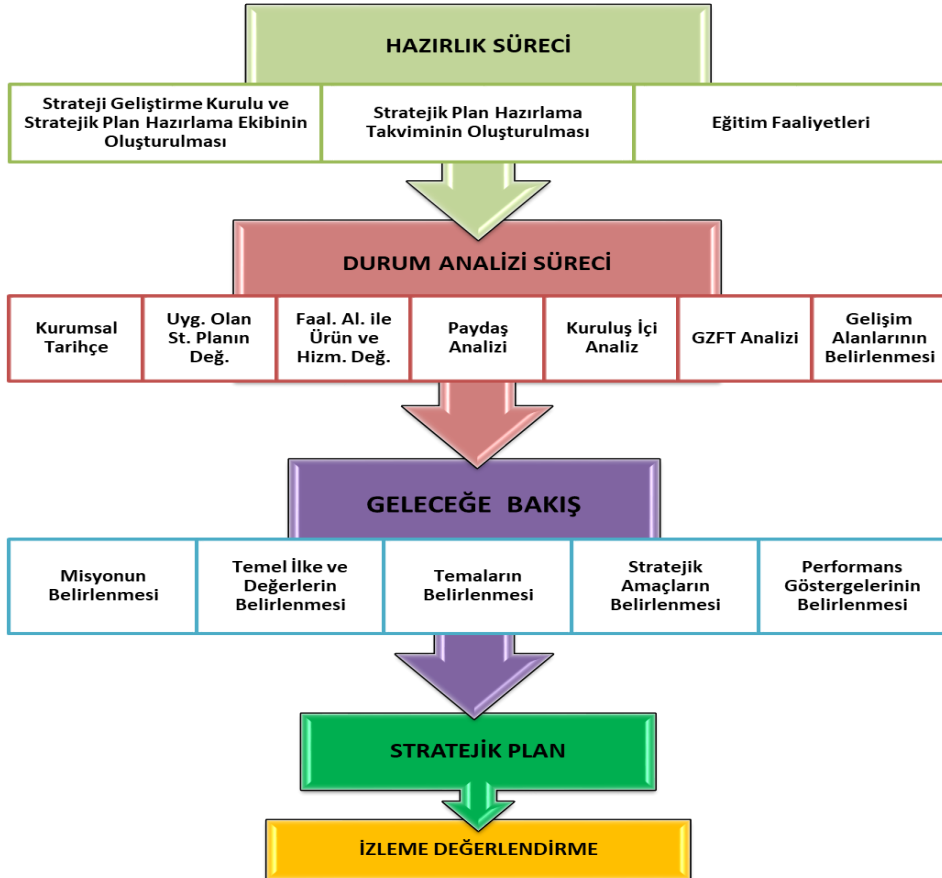 HAZIRLIK SÜRECİ
Strateji Geliştirme Kurulu ve
Stratejik Plan Hazırlama Ekibinin
Oluşturulması
Stratejik Plan Hazırlama
Takviminin Oluşturulması
Eğitim Faaliyetleri
DURUM ANALİZİ SÜRECİ
Kurumsal
Tarihçe
Uyg. Olan
St. Planın
Değ.
Faal. Al. ile
Ürün ve
Hizm. Değ.
Paydaş
Analizi
Kuruluş İçi
Analiz
GZFT Analizi
Gelişim
Alanlarının
Belirlenmesi
GELECEĞE BAKIŞ
Misyonun
Belirlenmesi
Temel İlke ve
Değerlerin
Belirlenmesi
Temaların
Belirlenmesi
Stratejik
Amaçların
Belirlenmesi
Performans
Göstergelerinin
Belirlenmesi
STRATEJİK PLAN
İZLEME DEĞERLENDİRME